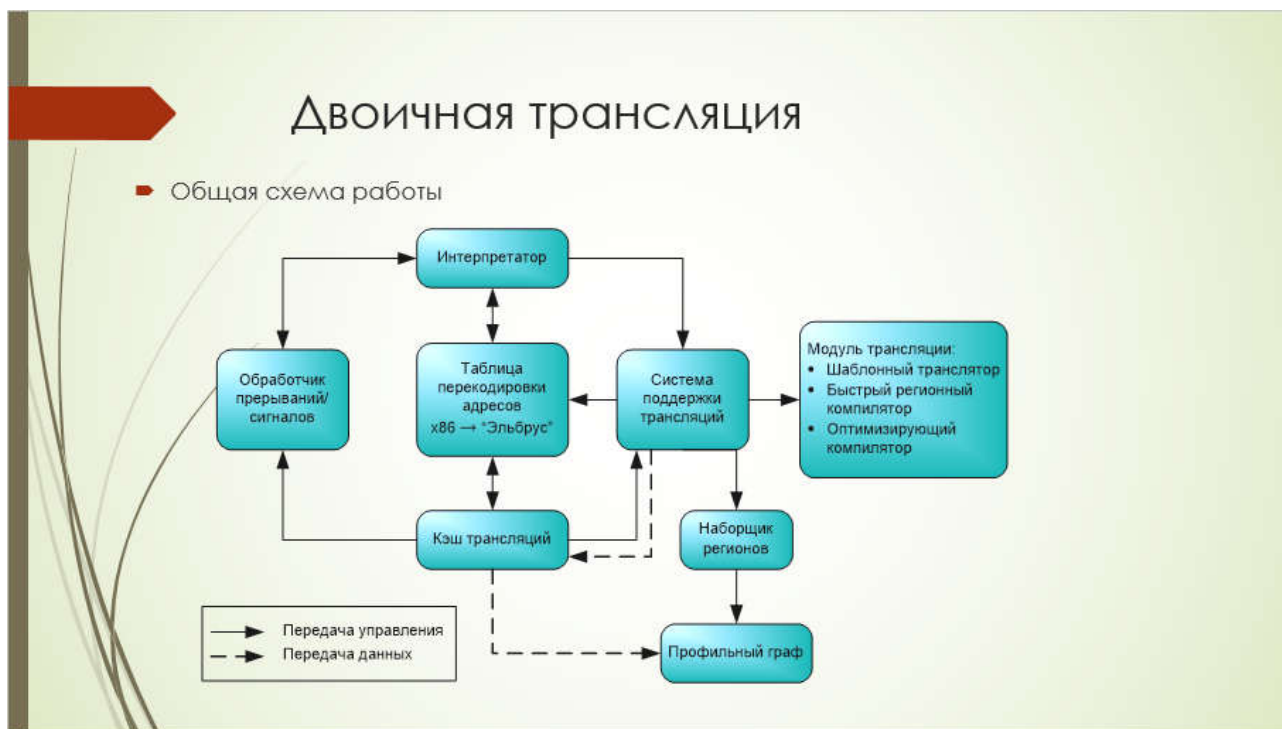 Двоичная трансляция
Общая схема работы
Интерпретатор
Обработчик
прерываний/
сигналов
Таблица
перекодировки
адресов
x86 → “Эльбрус”
Система
поддержки
трансляций
Модуль трансляции:
• Шаблонный транслятор
• Быстрый регионный
компилятор
• Оптимизирующий
компилятор
Кэш трансляций
Наборщик
регионов
Передача управления
Передача данных
Профильный граф